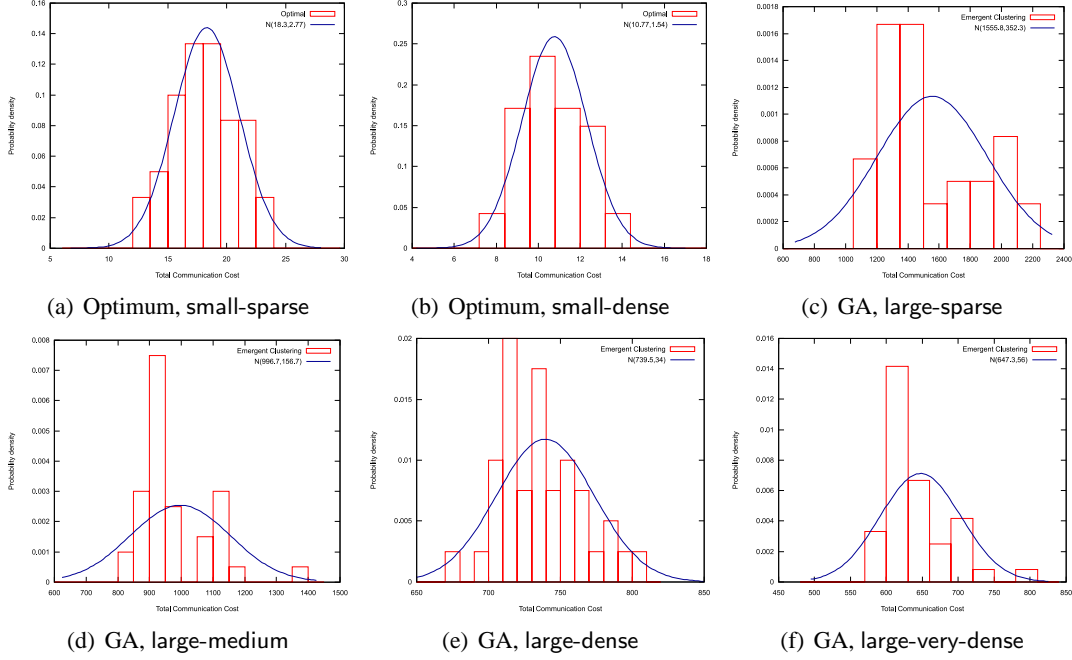 0.16
0.14
0.12
0.1
0.08
0.06
0.04
0.02
0
5 10 15 20 25 30
Probability density
Total Communication Cost
Optimal
N(18.3,2.77)
(a) Optimum, small-sparse
0.3
0.25
0.2
0.15
0.1
0.05
0
4 6 8 10 12 14 16 18
Probability density
Total Communication Cost
Optimal
N(10.77,1.54)
(b) Optimum, small-dense
0.0018
0.0016
0.0014
0.0012
0.001
0.0008
0.0006
0.0004
0.0002
0
600 800 1000 1200 1400 1600 1800 2000 2200 2400
Probability density
Total Communication Cost
Emergent Clustering
N(1555.8,352.3)
(c) GA, large-sparse
0.008
0.007
0.006
0.005
0.004
0.003
0.002
0.001
0
600 700 800 900 1000 1100 1200 1300 1400 1500
Probability density
Total Communication Cost
Emergent Clustering
N(996.7,156.7)
(d) GA, large-medium
0.02
0.015
0.01
0.005
0
650 700 750 800 850
Probability density
Total Communication Cost
Emergent Clustering
N(739.5,34)
(e) GA, large-dense
0.016
0.014
0.012
0.01
0.008
0.006
0.004
0.002
0
450 500 550 600 650 700 750 800 850
Probability density
Total Communication Cost
Emergent Clustering
N(647.3,56)
(f) GA, large-very-dense